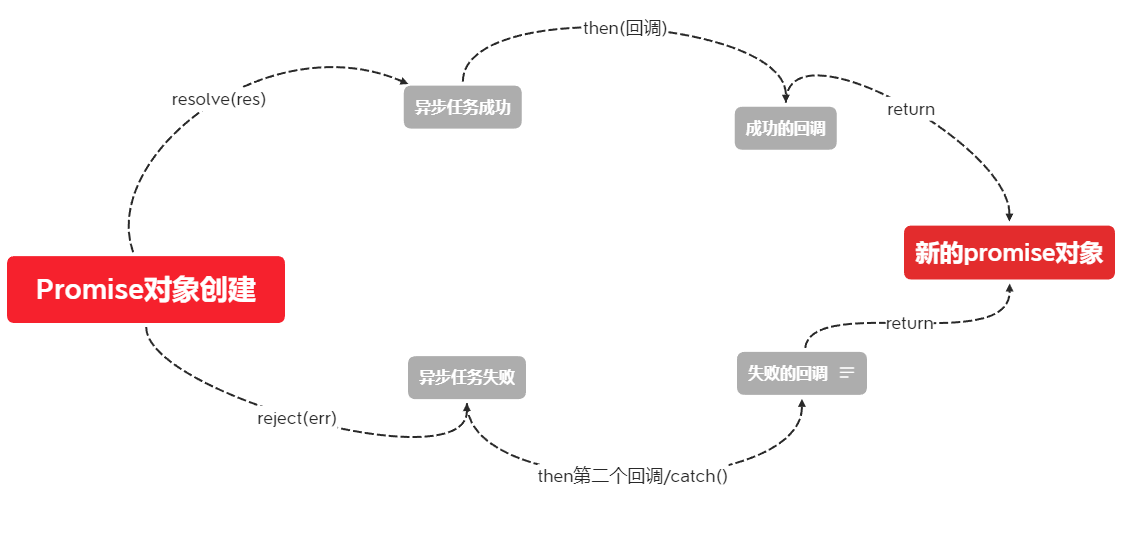 then(回调)
resolve(res)
异步任务成功
return
成功的回调
新的promise对象
Promise对象创建
return
异步任务失败
失败的回调
reject(err)
then第二个回调/catch()